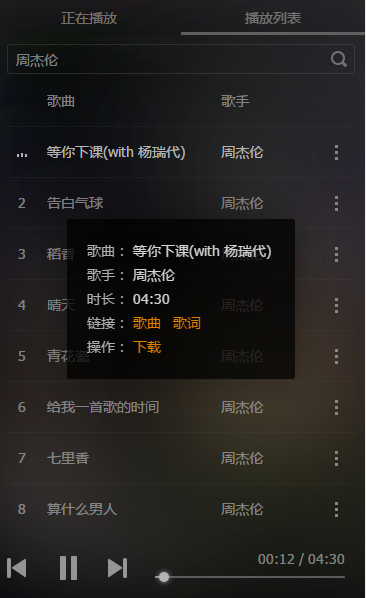 正在播放 播放列表
周杰伦
歌曲 歌手
等你下课(with 杨瑞代) 周杰伦
2 告白气球 周杰伦
3 稻香 周杰伦
4 晴天 周杰伦
5 青花瓷 周杰伦
6 给我一首歌的时间 周杰伦
7 七里香 周杰伦
8 算什么男人 周杰伦
歌曲： 等你下课(with 杨瑞代)
歌手： 周杰伦
时长： 04:30
链接： 歌曲 歌词
操作： 下载
00:12 / 04:30